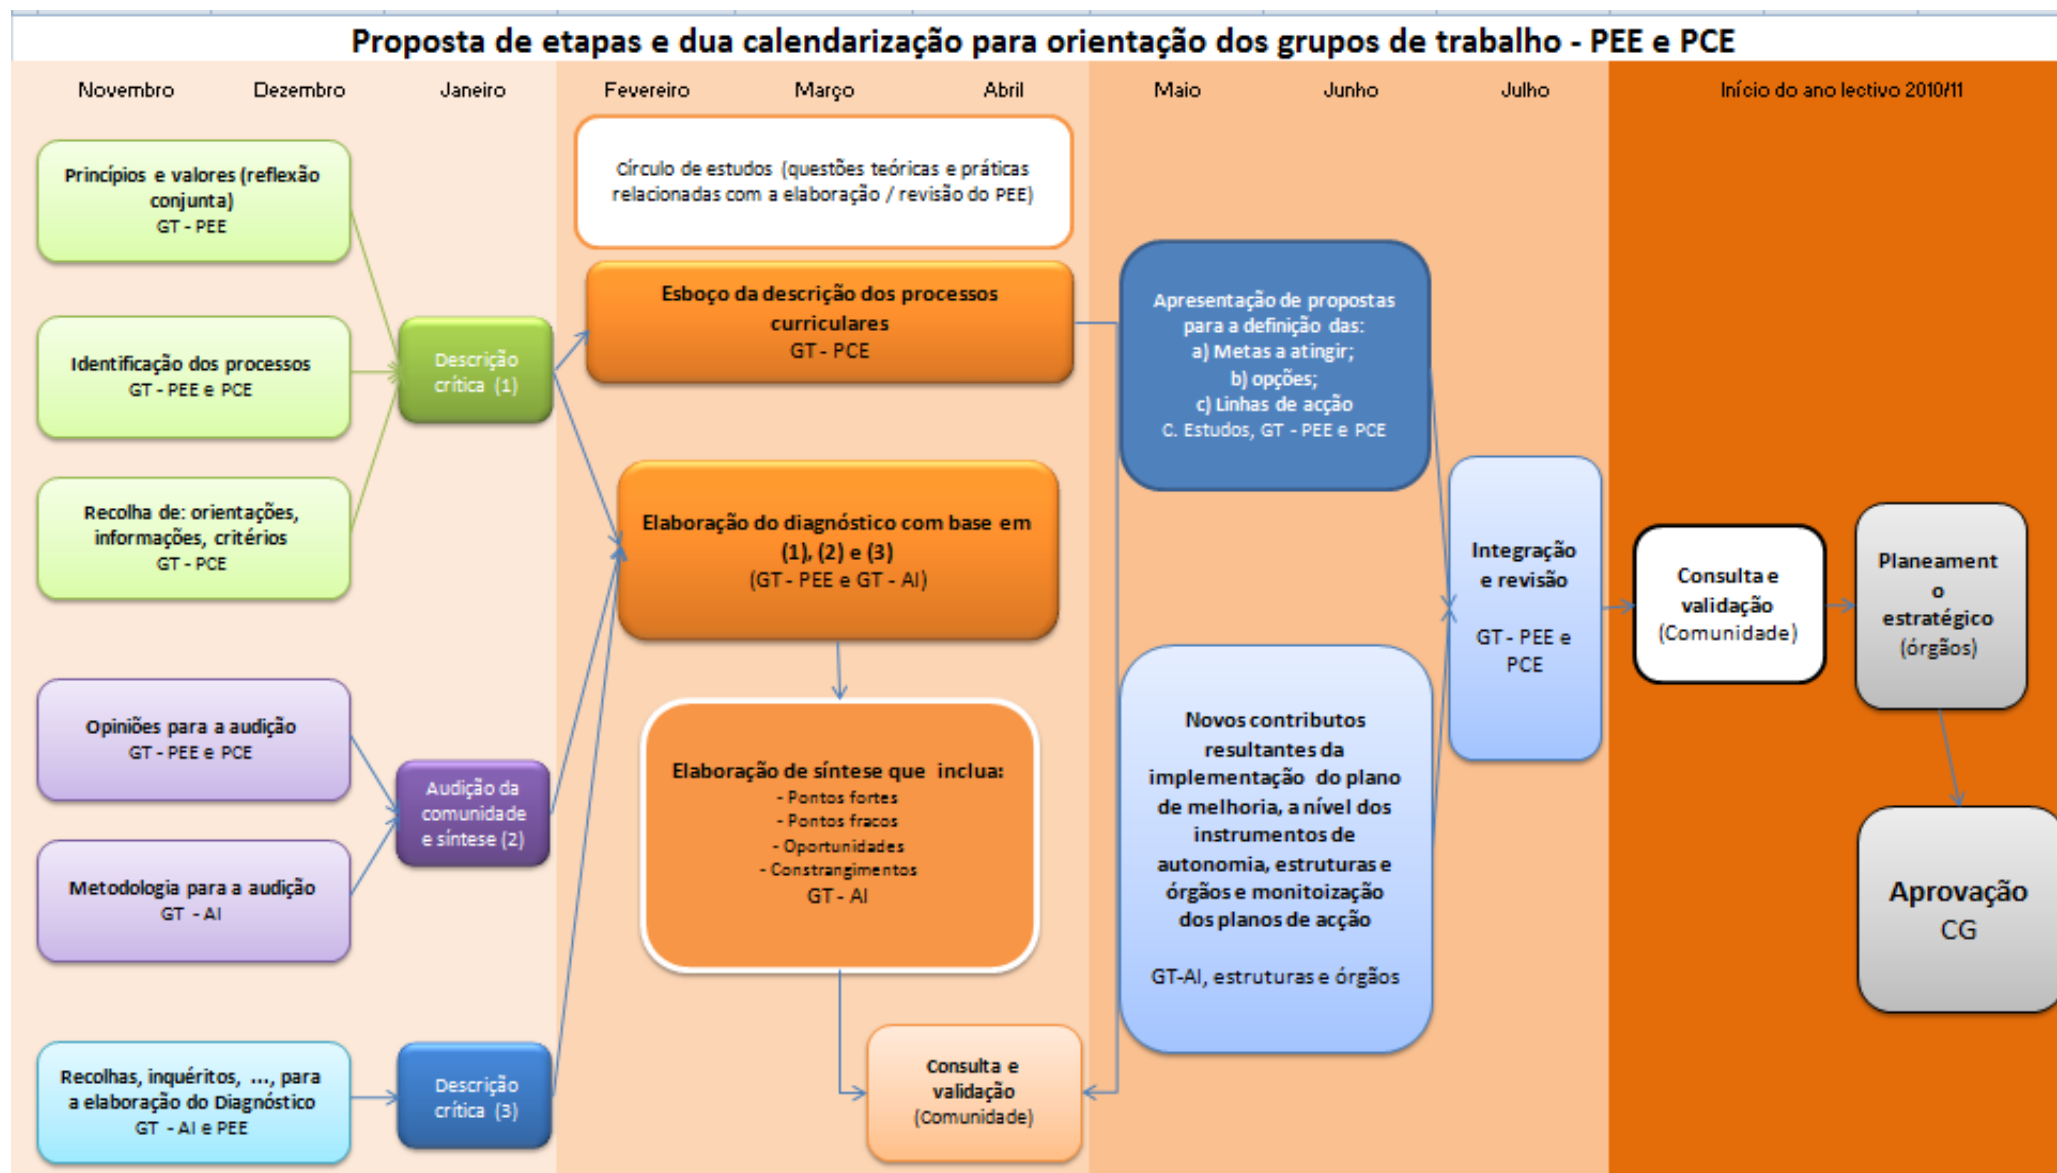 Proposta de etapas e dua calendarização para orientação dos grupos de trabalho - PEE e PCE
Novembro
Dezembro
Janeiro
Fevereiro
Março
Abril
Maio
Junho
Julho
Início do ano lectivo 2010/11
Princípios e valores (reflexão
conjunta)
GT - PEE
Identificação dos processos
GT - PEE e PCE
Recolha de: orientações,
informações, critérios
GT - PCE
Opiniões para a audição
GT - PEE e PCE
Metodologia para a audição
GT - AI
Recolhas, inquéritos, ..., para
a elaboração do Diagnóstico
GT - AI e PEE
Descrição
crítica (1)
Audição da
comunidade
e síntese (2)
Descrição
crítica (3)
Círculo de estudos (questões teóricas e práticas
relacionadas com a elaboração / revisão do PEE)
Esboço da descrição dos processos
curriculares
GT - PCE
Elaboração do diagnóstico com base em
(1), (2) e (3)
(GT - PEE e GT - AI)
Elaboração de síntese que inclua:
- Pontos fortes
- Pontos fracos
- Oportunidades
- Constrangimentos
GT - AI
Consulta e
validação
(Comunidade)
Apresentação de propostas
para a definição das:
a) Metas a atingir;
b) opções;
c) Linhas de acção
C. Estudos, GT - PEE e PCE
Novos contributos
resultantes da
implementação do plano
de melhoria, a nível dos
instrumentos de
autonomia, estruturas e
órgãos e monitoização
dos planos de acção
GT-AI, estruturas e órgãos
Integração
e revisão
GT - PEE e
PCE
Consulta e
validação
(Comunidade)
Planeament
o
estratégico
(órgãos)
Aprovação
CG